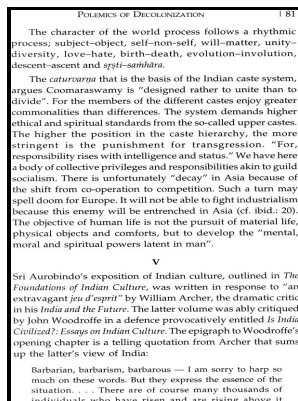 POLEMICS OF DECOLONIZATION | 81
The character of the world process follows a rhythmic
process; subject–object, self–non-self, will–matter, unity–
diversity, love–hate, birth–death, evolution–involution,
descent–ascent and sṛṣṭi–saṁhāra.
The caturvarṇa that is the basis of the Indian caste system,
argues Coomaraswamy is "designed rather to unite than to
divide". For the members of the different castes enjoy greater
commonalities than differences. The system demands higher
ethical and spiritual standards from the so-called upper castes.
The higher the position in the caste hierarchy, the more
stringent is the punishment for transgression. "For,
responsibility rises with intelligence and status." We have here
a body of collective privileges and responsibilities akin to guild
socialism. There is unfortunately "decay" in Asia because of
the shift from co-operation to competition. Such a turn may
spell doom for Europe. It will not be able to fight industrialism
because this enemy will be entrenched in Asia (cf. ibid.: 20).
The objective of human life is not the pursuit of material life,
physical objects and comforts, but to develop the "mental,
moral and spiritual powers latent in man".
V
Sri Aurobindo's exposition of Indian culture, outlined in The
Foundations of Indian Culture, was written in response to "an
extravagant jeu d'esprit" by William Archer, the dramatic critic
in his India and the Future. The latter volume was ably critiqued
by John Woodroffe in a defence provocatively entitled Is India
Civilized?: Essays on Indian Culture. The epigraph to Woodroffe's
opening chapter is a telling quotation from Archer that sums
up the latter's view of India:
Barbarian, barbarism, barbarous — I am sorry to harp so
much on these words. But they express the essence of the
situation. . . . There are of course many thousands of
individuals who have risen and are rising above it